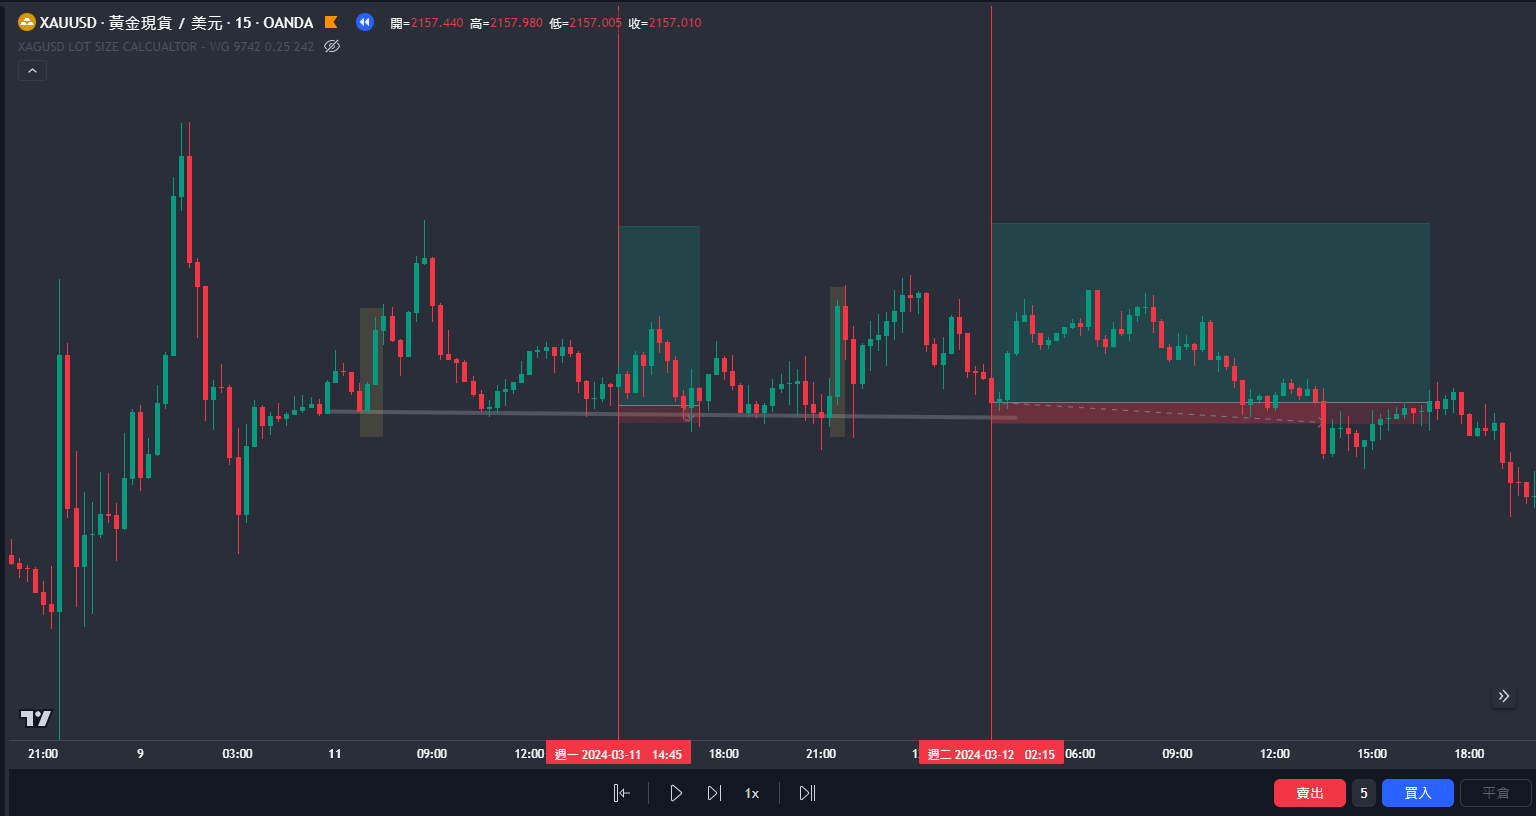 XAUUSD · 黃金現貨 / 美元 · 15 · OANDA 開=2157.440 高=2157.980 低=2157.005 收=2157.010
XAGUSD LOT SIZE CALCUALTOR - WG 9742 0.25 242
21:00 9 03:00 11 09:00 12:00 週一 2024-03-11 14:45 18:00 21:00 週二 2024-03-12 02:15 06:00 09:00 12:00 15:00 18:00
1x 賣出 5 買入 平倉